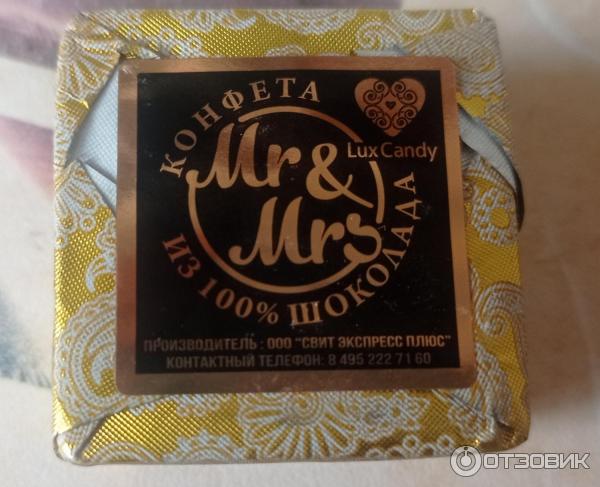 КОНФЕТА
LuxCandy
Mr &
Mrs
ИЗ 100% ШОКОЛАДА
ПРОИЗВОДИТЕЛЬ : ООО "СВИТ ЭКСПРЕСС ПЛЮС"
КОНТАКТНЫЙ ТЕЛЕФОН: 8 495 222 71 60
ОТЗОВИК